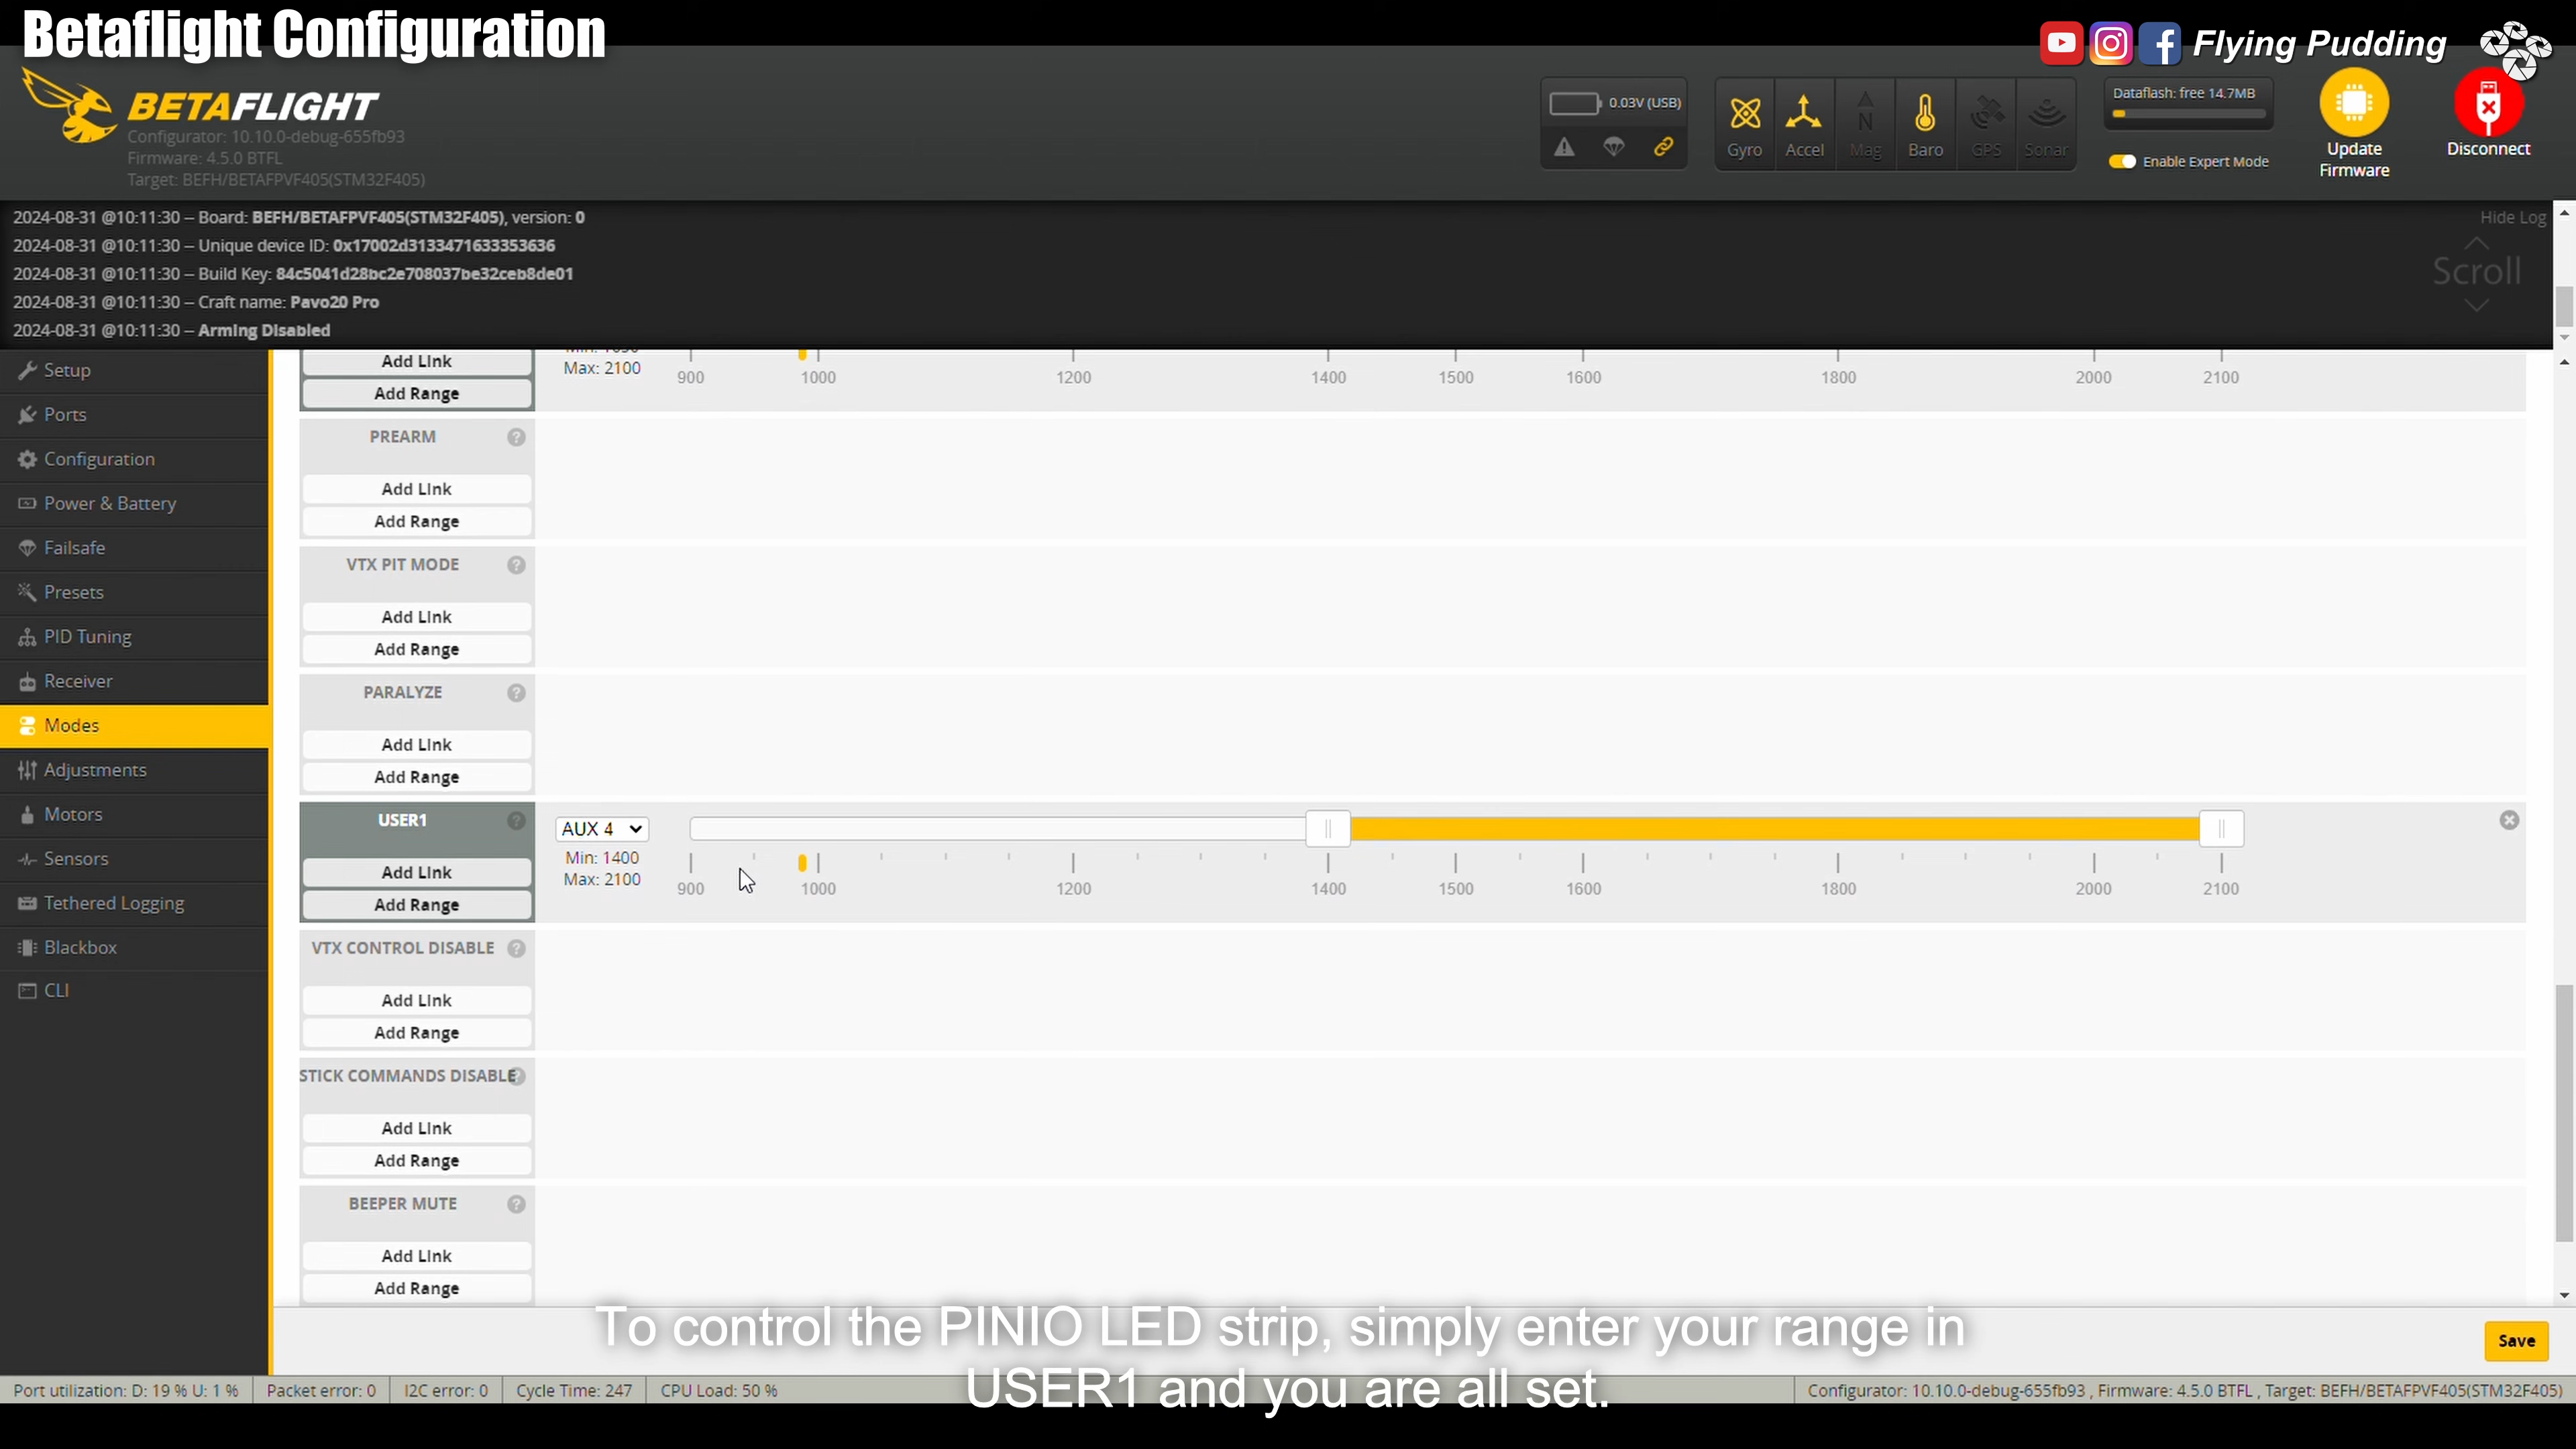 Betaflight Configuration
Flying Pudding
BETAFLIGHT
Configurator: 10.10.0-debug-655fb93
Firmware: 4.5.0 BTFL
Target: BEFH/BETAFPVF405(STM32F405)
0.03V (USB)
Gyro
Accel
N
Mag
Baro
GPS
Sonar
Dataflash: free 14.7MB
Enable Expert Mode
Update
Firmware
Disconnect
2024-08-31 @10:11:30 – Board: BEFH/BETAFPVF405(STM32F405), version: 0
2024-08-31 @10:11:30 – Unique device ID: 0x17002d3133471633353636
2024-08-31 @10:11:30 – Build Key: 84c5041d28bc2e708037be32ceb8de01
2024-08-31 @10:11:30 – Craft name: Pavo20 Pro
2024-08-31 @10:11:30 – Arming Disabled
Hide Log
Scroll
Setup
Ports
Configuration
Power & Battery
Failsafe
Presets
PID Tuning
Receiver
Modes
Adjustments
Motors
Sensors
Tethered Logging
Blackbox
CLI
Add Link
Add Range
Max: 2100
900 1000 1200 1400 1500 1600 1800 2000 2100
PREARM
Add Link
Add Range
VTX PIT MODE
Add Link
Add Range
PARALYZE
Add Link
Add Range
USER1
Add Link
Add Range
AUX 4
Min: 1400
Max: 2100
900 1000 1200 1400 1500 1600 1800 2000 2100
VTX CONTROL DISABLE
Add Link
Add Range
STICK COMMANDS DISABLE
Add Link
Add Range
BEEPER MUTE
Add Link
Add Range
To control the PINIO LED strip, simply enter your range in
USER1 and you are all set.
Save
Port utilization: D: 19 % U: 1 %
Packet error: 0
I2C error: 0
Cycle Time: 247
CPU Load: 50 %
Configurator: 10.10.0-debug-655fb93 , Firmware: 4.5.0 BTFL , Target: BEFH/BETAFPVF405(STM32F405)